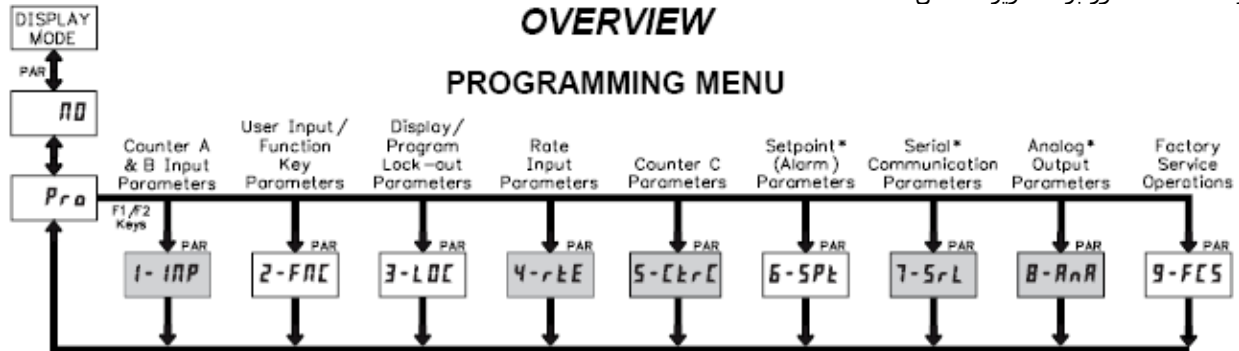 OVERVIEW
PROGRAMMING MENU
DISPLAY
MODE
PAR
NO
Pro
F1/F2
Keys
Counter A
& B Input
Parameters
User Input/
Function
Key
Parameters
Display/
Program
Lock-out
Parameters
Rate
Input
Parameters
Counter C
Parameters
Setpoint*
(Alarm)
Parameters
Serial*
Communication
Parameters
Analog*
Output
Parameters
Factory
Service
Operations
PAR PAR PAR PAR PAR PAR PAR PAR PAR
1-INP 2-FNC 3-LOC 4-rtE 5-CtrC 6-SPt 7-SrL 8-AnA 9-FCS